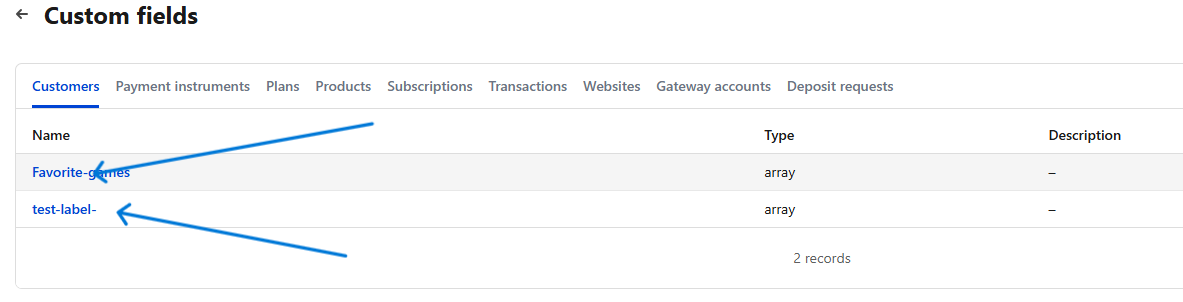 Custom fields
Customers Payment instruments Plans Products Subscriptions Transactions Websites Gateway accounts Deposit requests
Name Type Description
Favorite-games array –
test-label- array –
2 records